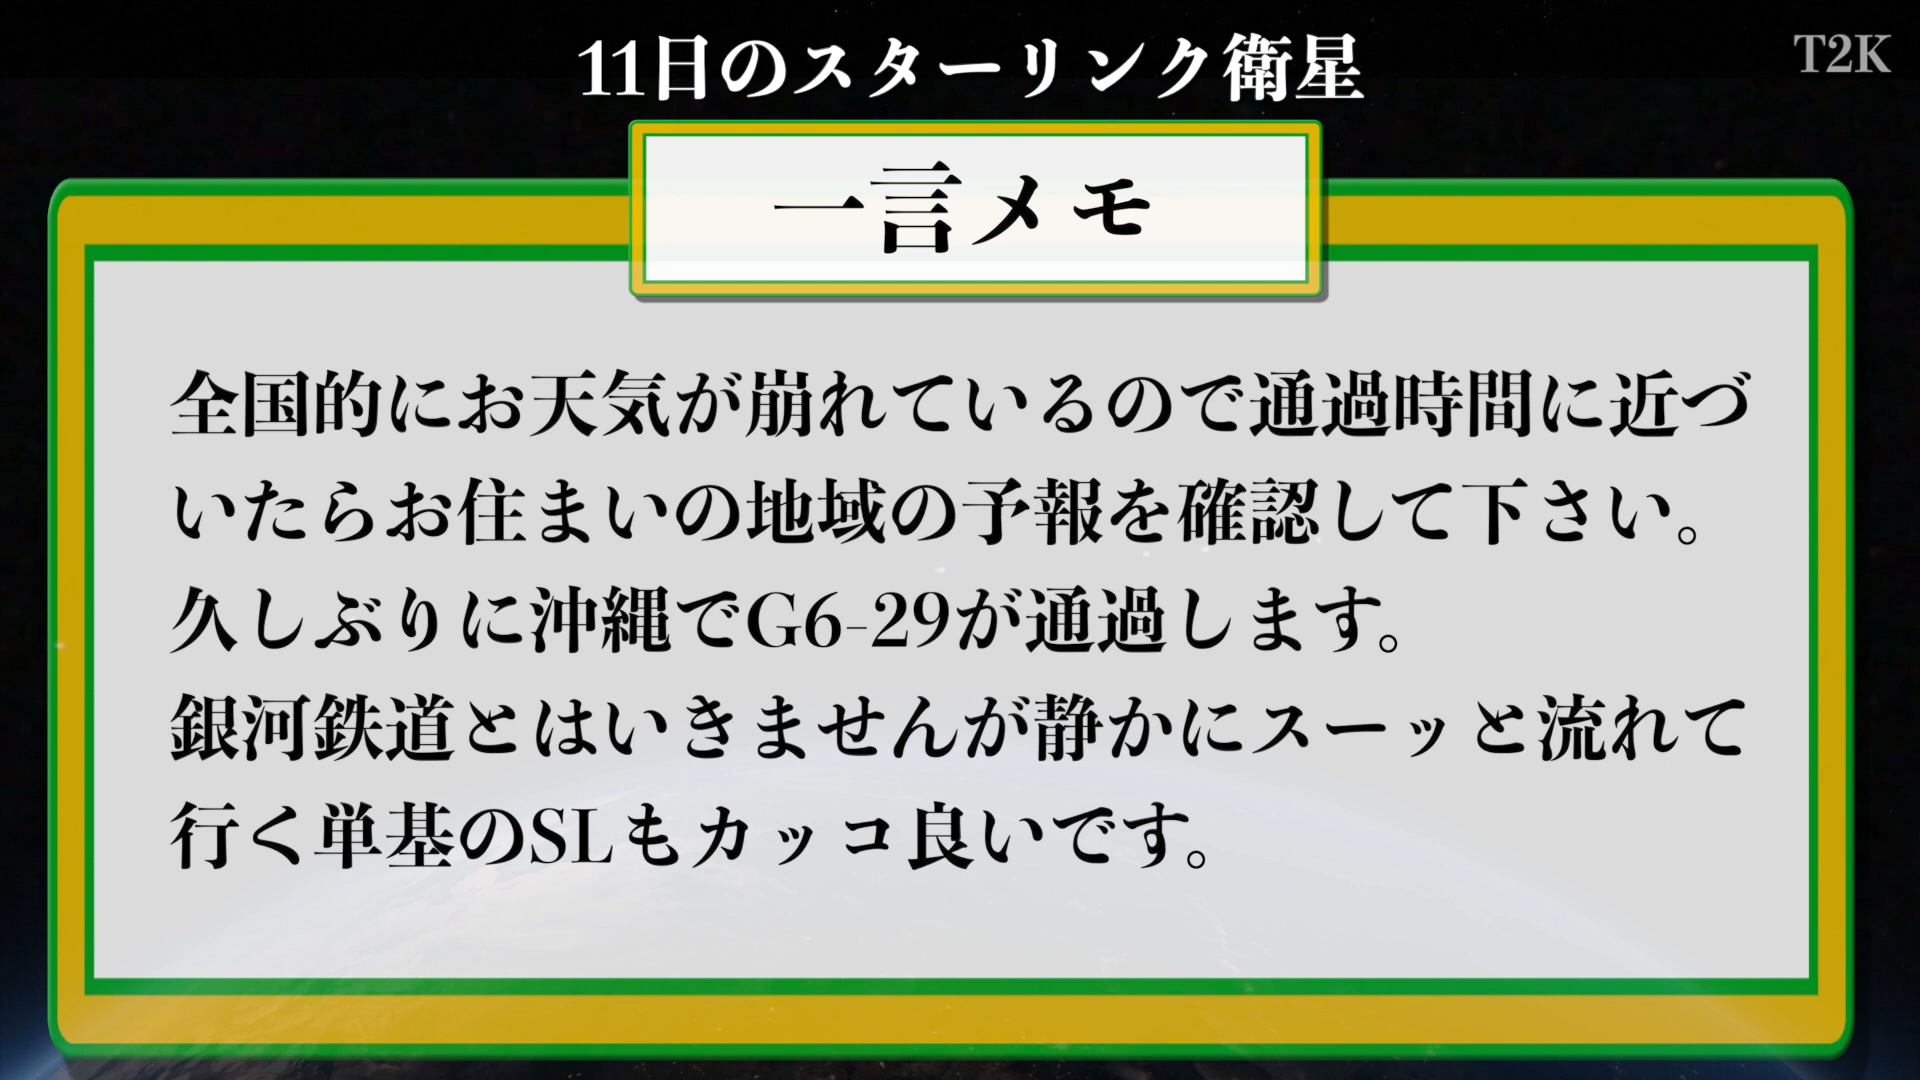 11日のスターリンク衛星
T2K
一言メモ
全国的にお天気が崩れているので通過時間に近づ
いたらお住まいの地域の予報を確認して下さい。
久しぶりに沖縄でG6-29が通過します。
銀河鉄道とはいきませんが静かにスーッと流れて
行く単基のSLもカッコ良いです。